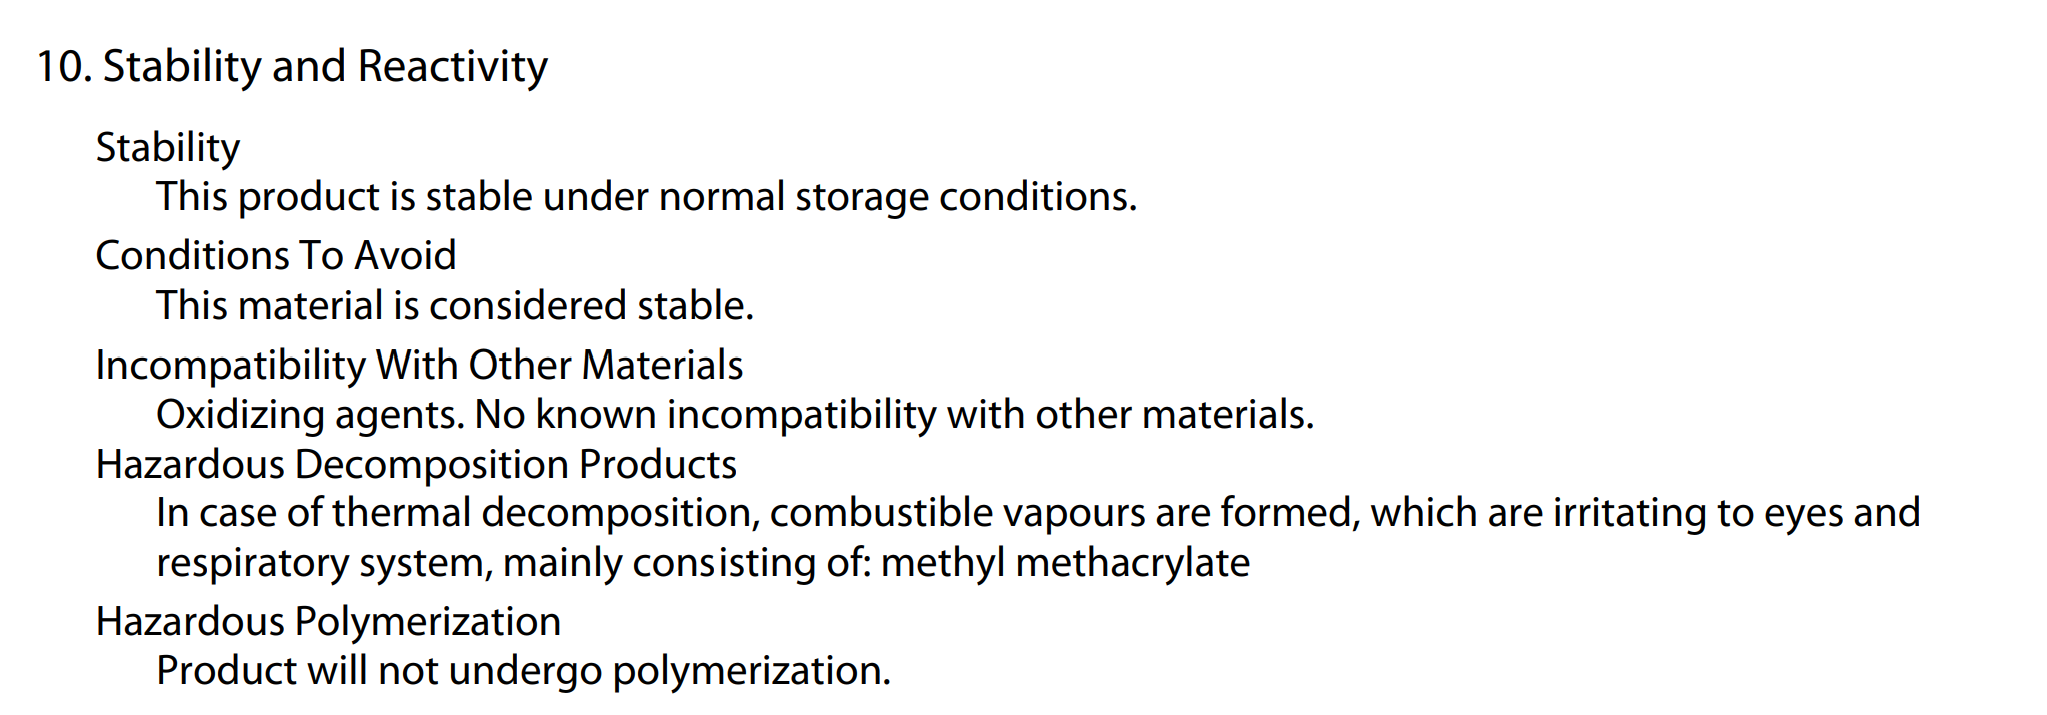 10. Stability and Reactivity
Stability
This product is stable under normal storage conditions.
Conditions To Avoid
This material is considered stable.
Incompatibility With Other Materials
Oxidizing agents. No known incompatibility with other materials.
Hazardous Decomposition Products
In case of thermal decomposition, combustible vapours are formed, which are irritating to eyes and
respiratory system, mainly consisting of: methyl methacrylate
Hazardous Polymerization
Product will not undergo polymerization.